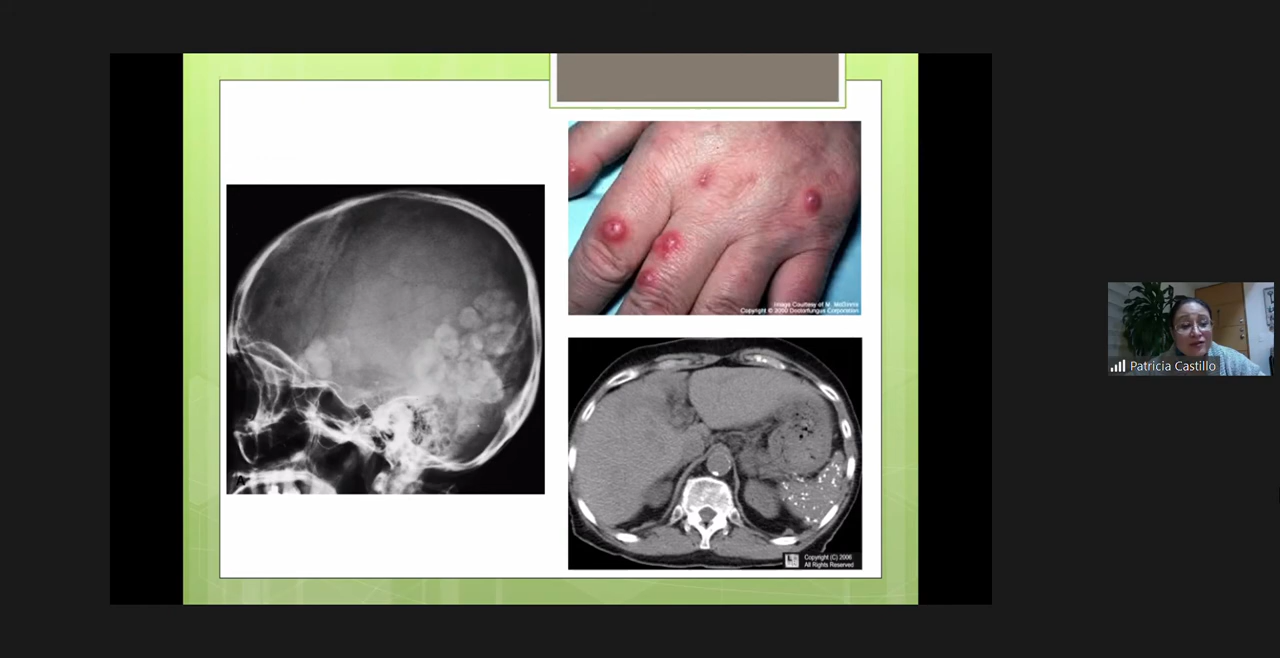 Image Courtesy of M. McGinnis
Copyright © 2000 Doctorfungus Corporation
A
Copyright (C) 2006
All Rights Reserved
Patricia Castillo